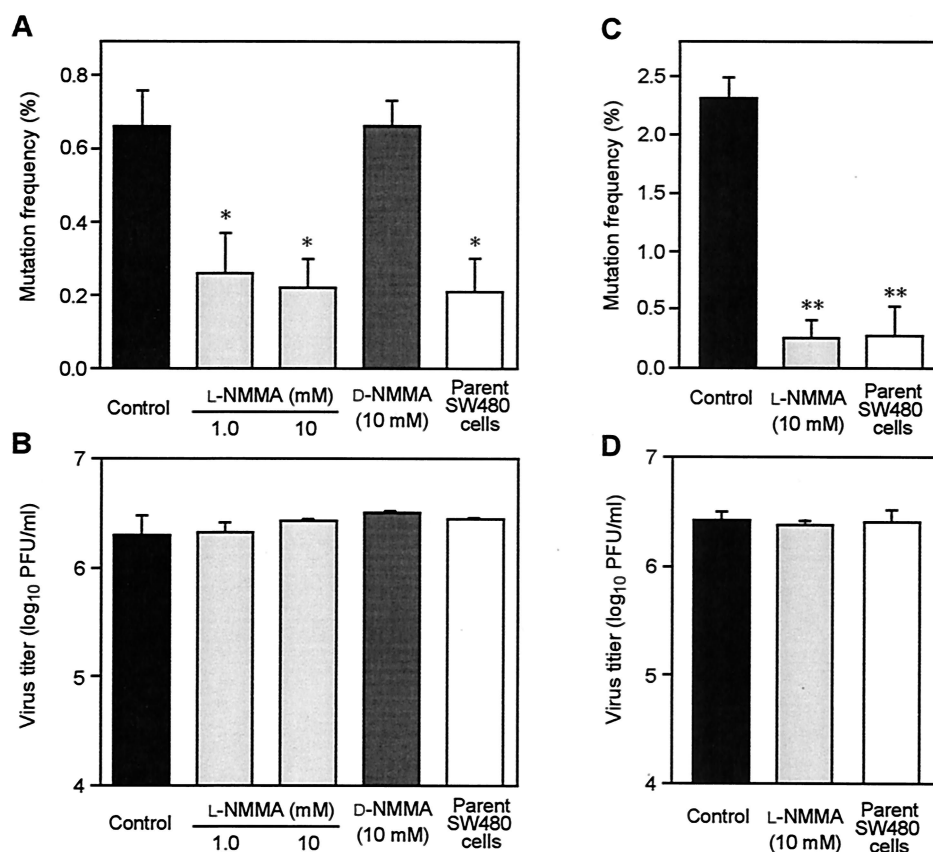 A
Mutation frequency (%)
0.8
0.6
0.4
0.2
0.0
*
*
*
Control
L-NMMA (mM)
1.0
10
D-NMMA
(10 mM)
Parent
SW480
cells
B
Virus titer (log10 PFU/ml)
7
6
5
4
Control
L-NMMA (mM)
1.0
10
D-NMMA
(10 mM)
Parent
SW480
cells
C
Mutation frequency (%)
2.5
2.0
1.5
1.0
0.5
0.0
**
**
Control
L-NMMA
(10 mM)
Parent
SW480
cells
D
Virus titier (log10 PFU/ml)
7
6
5
4
Control
L-NMMA
(10 mM)
Parent
SW480
cells